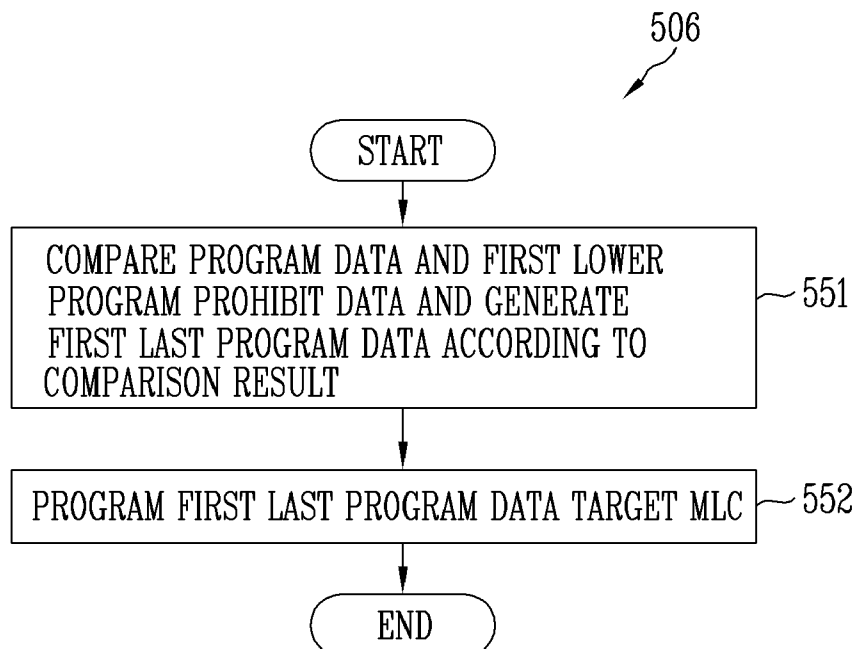 506
START
COMPARE PROGRAM DATA AND FIRST LOWER
PROGRAM PROHIBIT DATA AND GENERATE
FIRST LAST PROGRAM DATA ACCORDING TO
COMPARISON RESULT
551
PROGRAM FIRST LAST PROGRAM DATA TARGET MLC
552
END